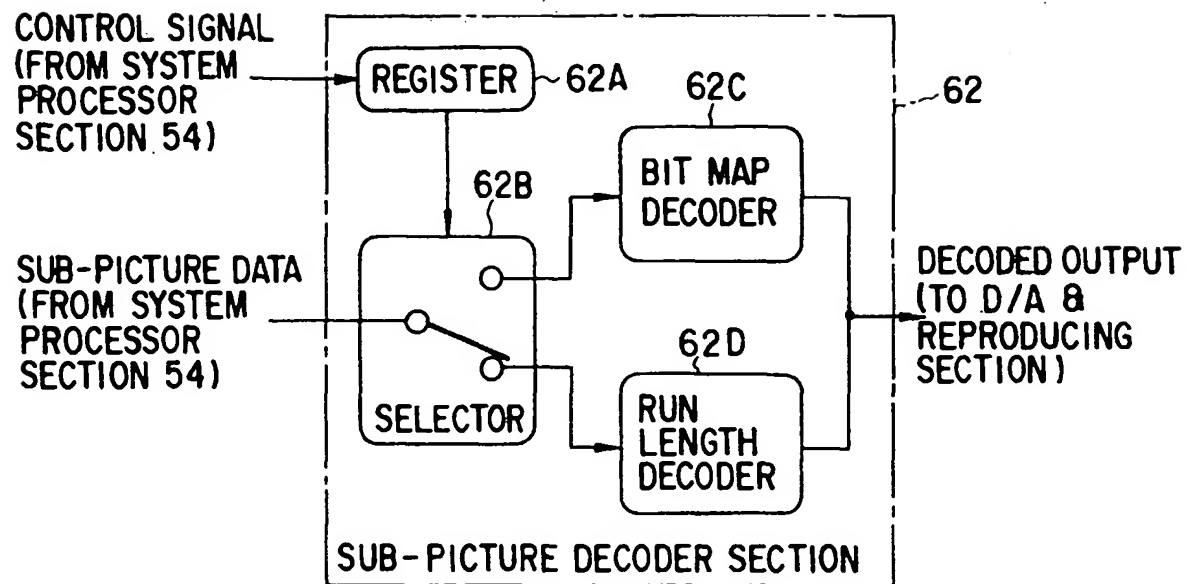 CONTROL SIGNAL
(FROM SYSTEM
PROCESSOR
SECTION 54)
REGISTER
62A
62C
62
BIT MAP
DECODER
62B
SUB-PICTURE DATA
(FROM SYSTEM
PROCESSOR
SECTION 54)
SELECTOR
62D
RUN
LENGTH
DECODER
DECODED OUTPUT
(TO D/A &
REPRODUCING
SECTION)
SUB-PICTURE DECODER SECTION